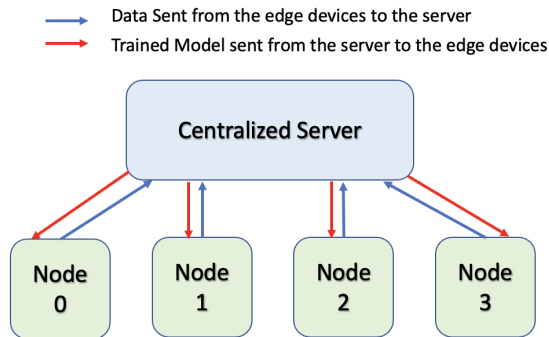 Data Sent from the edge devices to the server
Trained Model sent from the server to the edge devices
Centralized Server
Node
0
Node
1
Node
2
Node
3